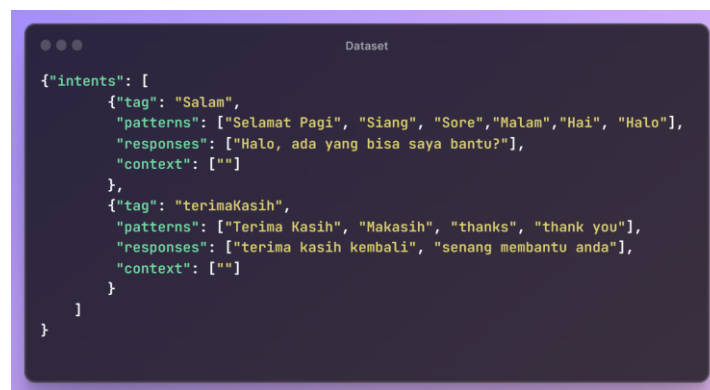 Dataset
{"intents": [
{"tag": "Salam",
"patterns": ["Selamat Pagi", "Siang", "Sore","Malam","Hai", "Halo"],
"responses": ["Halo, ada yang bisa saya bantu?"],
"context": [""]
},
{"tag": "terimaKasih",
"patterns": ["Terima Kasih", "Makasih", "thanks", "thank you"],
"responses": ["terima kasih kembali", "senang membantu anda"],
"context": [""]
}
]
}